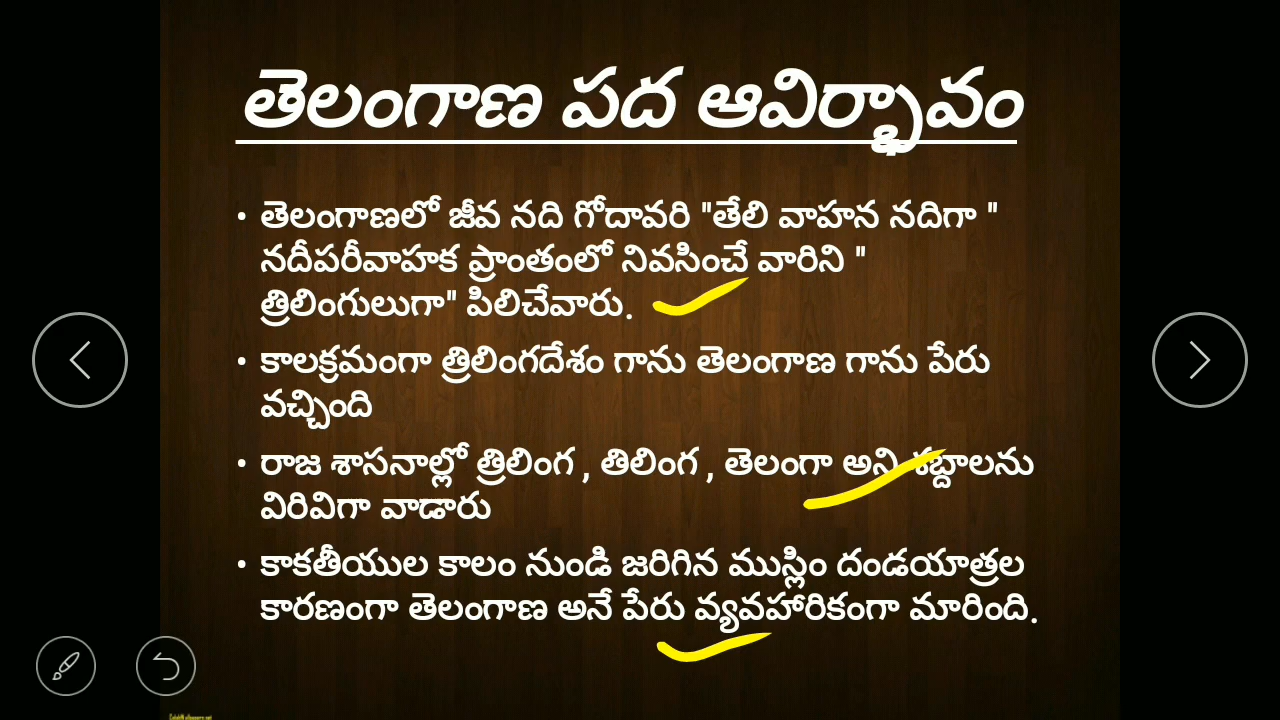 తెలంగాణ పద ఆవిర్భావం
• తెలంగాణలో జీవ నది గోదావరి "తేలి వాహన నదిగా "
నదీపరీవాహక ప్రాంతంలో నివసించే వారిని "
త్రిలింగులుగా" పిలిచేవారు.
• కాలక్రమంగా త్రిలింగదేశం గాను తెలంగాణ గాను పేరు
వచ్చింది
• రాజ శాసనాల్లో త్రిలింగ , తిలింగ , తెలంగా అని శబ్దాలను
విరివిగా వాడారు
• కాకతీయుల కాలం నుండి జరిగిన ముస్లిం దండయాత్రల
కారణంగా తెలంగాణ అనే పేరు వ్యవహారికంగా మారింది.